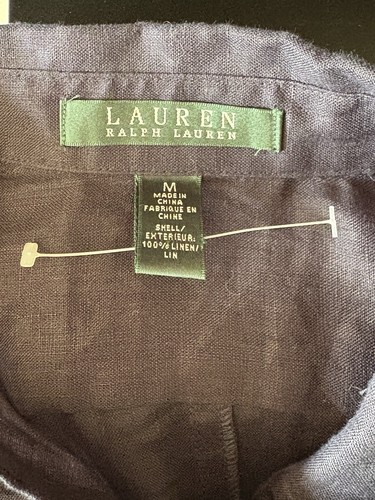 LAUREN
RALPH LAUREN
M
MADE IN
CHINA
FABRIQUE EN
CHINE
SHELL/
EXTERIEUR:
100% LINEN/
LIN